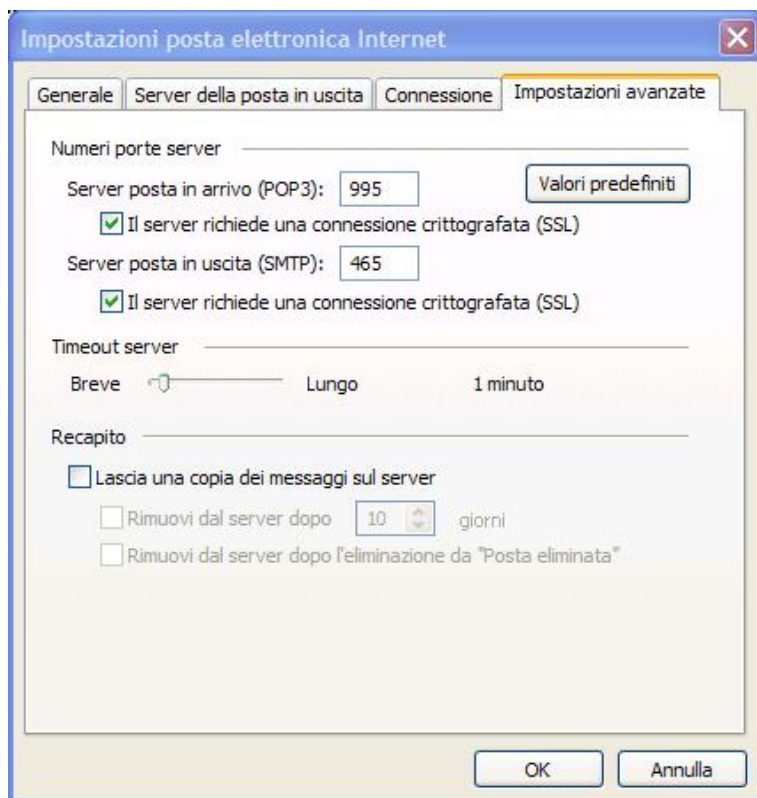 Impostazioni posta elettronica Internet
Generale Server della posta in uscita Connessione Impostazioni avanzate
Numeri porte server
Server posta in arrivo (POP3): 995 Valori predefiniti
Il server richiede una connessione crittografata (SSL)
Server posta in uscita (SMTP): 465
Il server richiede una connessione crittografata (SSL)
Timeout server
Breve Lungo 1 minuto
Recapito
Lascia una copia dei messaggi sul server
Rimuovi dal server dopo 10 giorni
Rimuovi dal server dopo l'eliminazione da "Posta eliminata"
OK Annulla